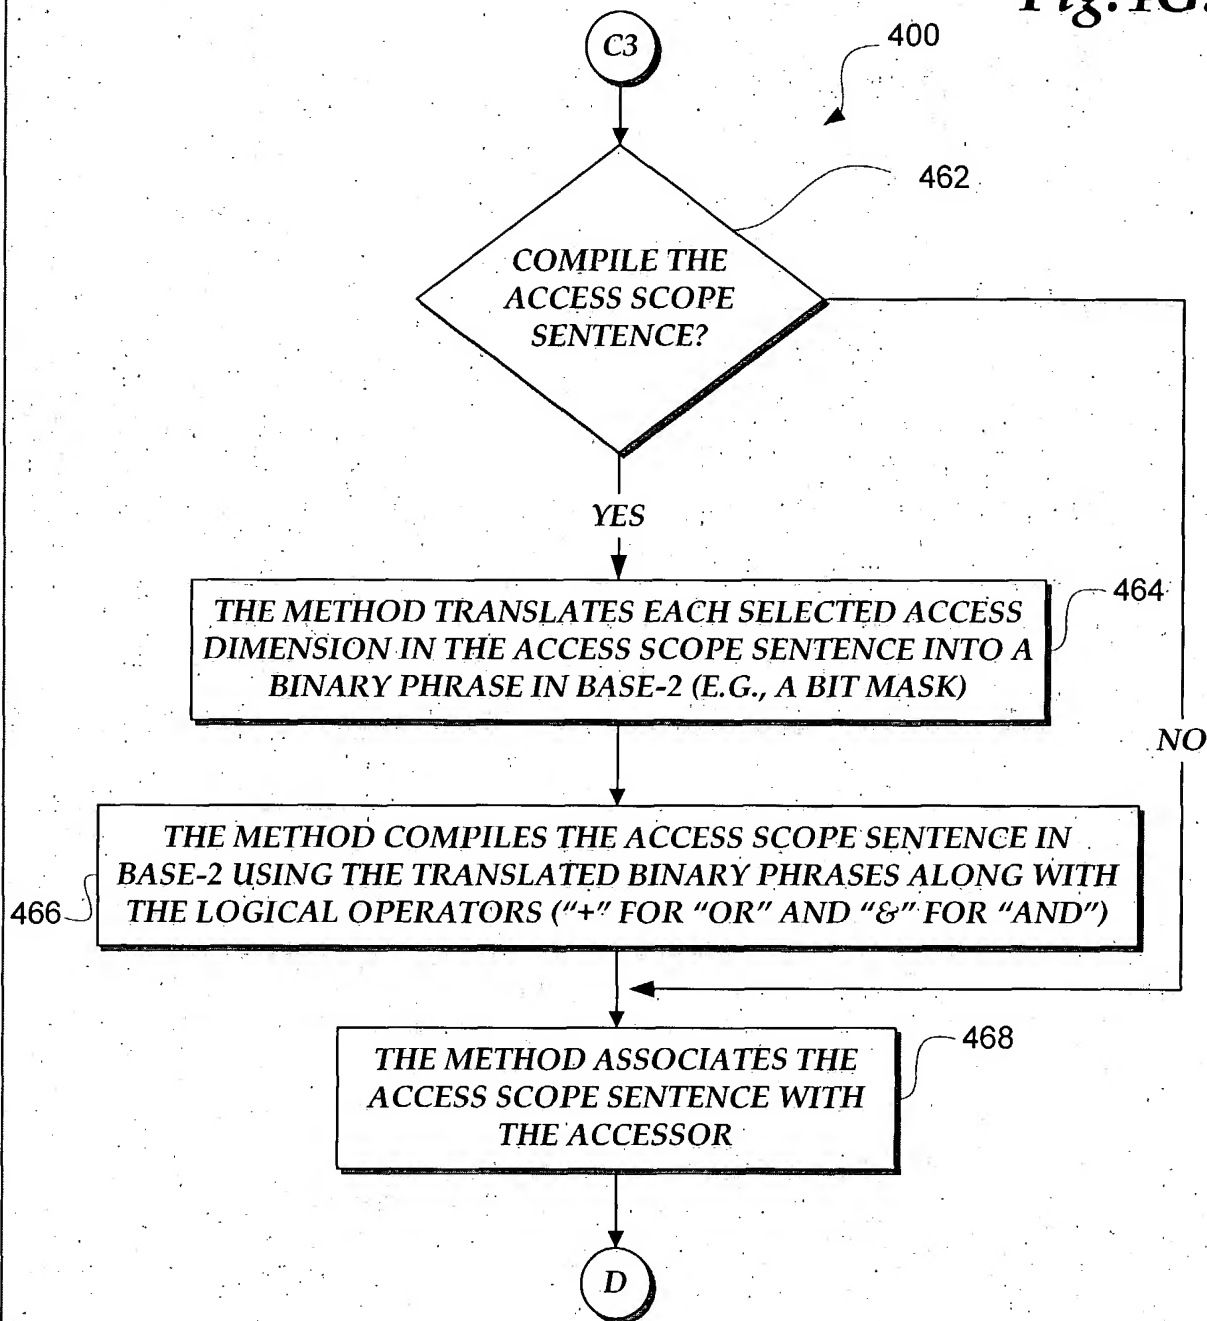 Fig. 1G.
C3
400
462
COMPILE THE
ACCESS SCOPE
SENTENCE?
YES
464
THE METHOD TRANSLATES EACH SELECTED ACCESS
DIMENSION IN THE ACCESS SCOPE SENTENCE INTO A
BINARY PHRASE IN BASE-2 (E.G., A BIT MASK)
NO
THE METHOD COMPILES THE ACCESS SCOPE SENTENCE IN
BASE-2 USING THE TRANSLATED BINARY PHRASES ALONG WITH
THE LOGICAL OPERATORS ("+" FOR "OR" AND "&" FOR "AND")
466
468
THE METHOD ASSOCIATES THE
ACCESS SCOPE SENTENCE WITH
THE ACCESSOR
D